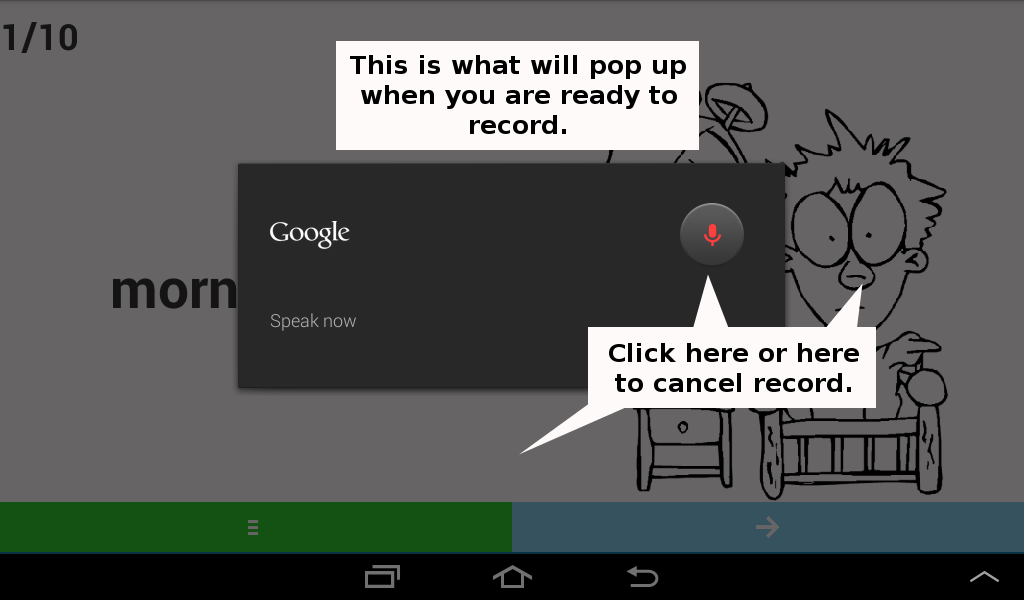 1/10
This is what will pop up
when you are ready to
record.
Google
morn
Speak now
Click here or here
to cancel record.